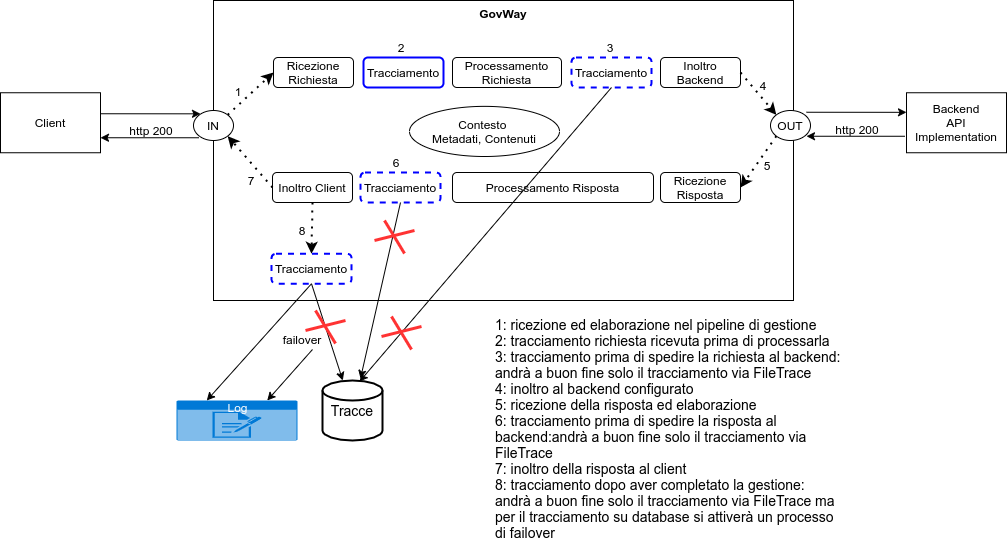 GovWay
2
3
Ricezione
Richiesta
Tracciamento
Processamento
Richiesta
Tracciamento
Inoltro
Backend
1
4
Client
http 200
IN
Contesto
Metadati, Contenuti
OUT
http 200
Backend
API
Implementation
6
7
5
Inoltro Client
Tracciamento
Processamento Risposta
Ricezione
Risposta
8
Tracciamento
failover
Log
Tracce
1: ricezione ed elaborazione nel pipeline di gestione
2: tracciamento richiesta ricevuta prima di processarla
3: tracciamento prima di spedire la richiesta al backend:
andrà a buon fine solo il tracciamento via FileTrace
4: inoltro al backend configurato
5: ricezione della risposta ed elaborazione
6: tracciamento prima di spedire la risposta al
backend:andrà a buon fine solo il tracciamento via
FileTrace
7: inoltro della risposta al client
8: tracciamento dopo aver completato la gestione:
andrà a buon fine solo il tracciamento via FileTrace ma
per il tracciamento su database si attiverà un processo
di failover